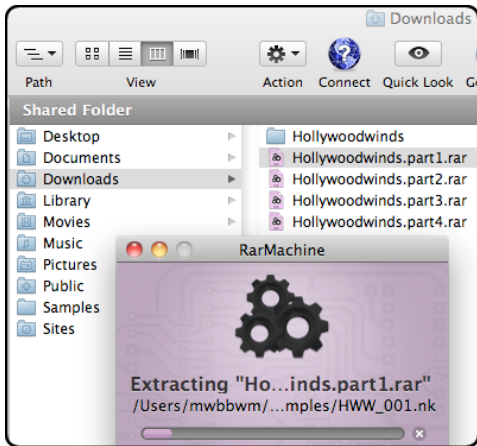 Downloads
Path View Action Connect Quick Look
Shared Folder
Desktop
Documents
Downloads
Library
Movies
Music
Pictures
Public
Samples
Sites
Hollywoodwinds
Hollywoodwinds.part1.rar
Hollywoodwinds.part2.rar
Hollywoodwinds.part3.rar
Hollywoodwinds.part4.rar
RarMachine
Extracting "Ho...inds.part1.rar"
/Users/mwbbwm/...mples/HWW_001.nk